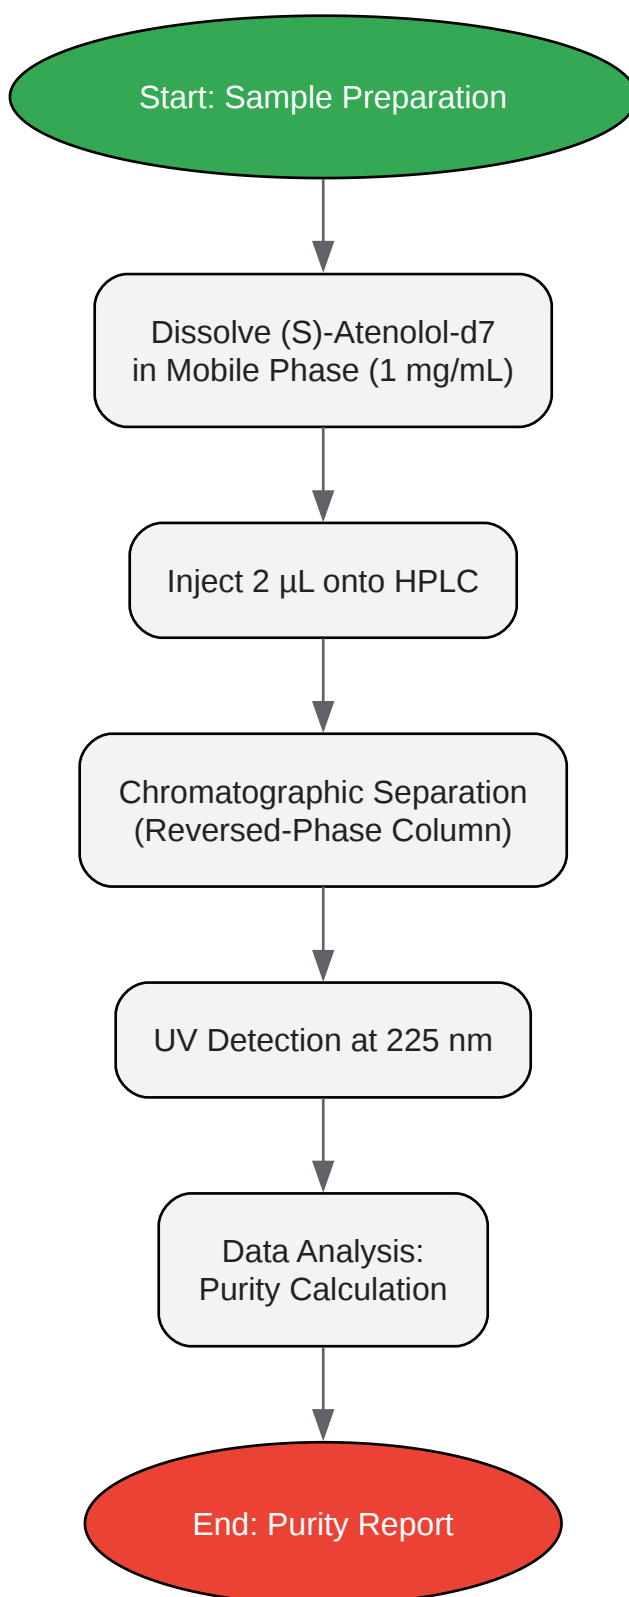 Start: Sample Preparation
Dissolve (S)-Atenolol-d7
in Mobile Phase (1 mg/mL)
Inject 2 µL onto HPLC
Chromatographic Separation
(Reversed-Phase Column)
UV Detection at 225 nm
Data Analysis:
Purity Calculation
End: Purity Report